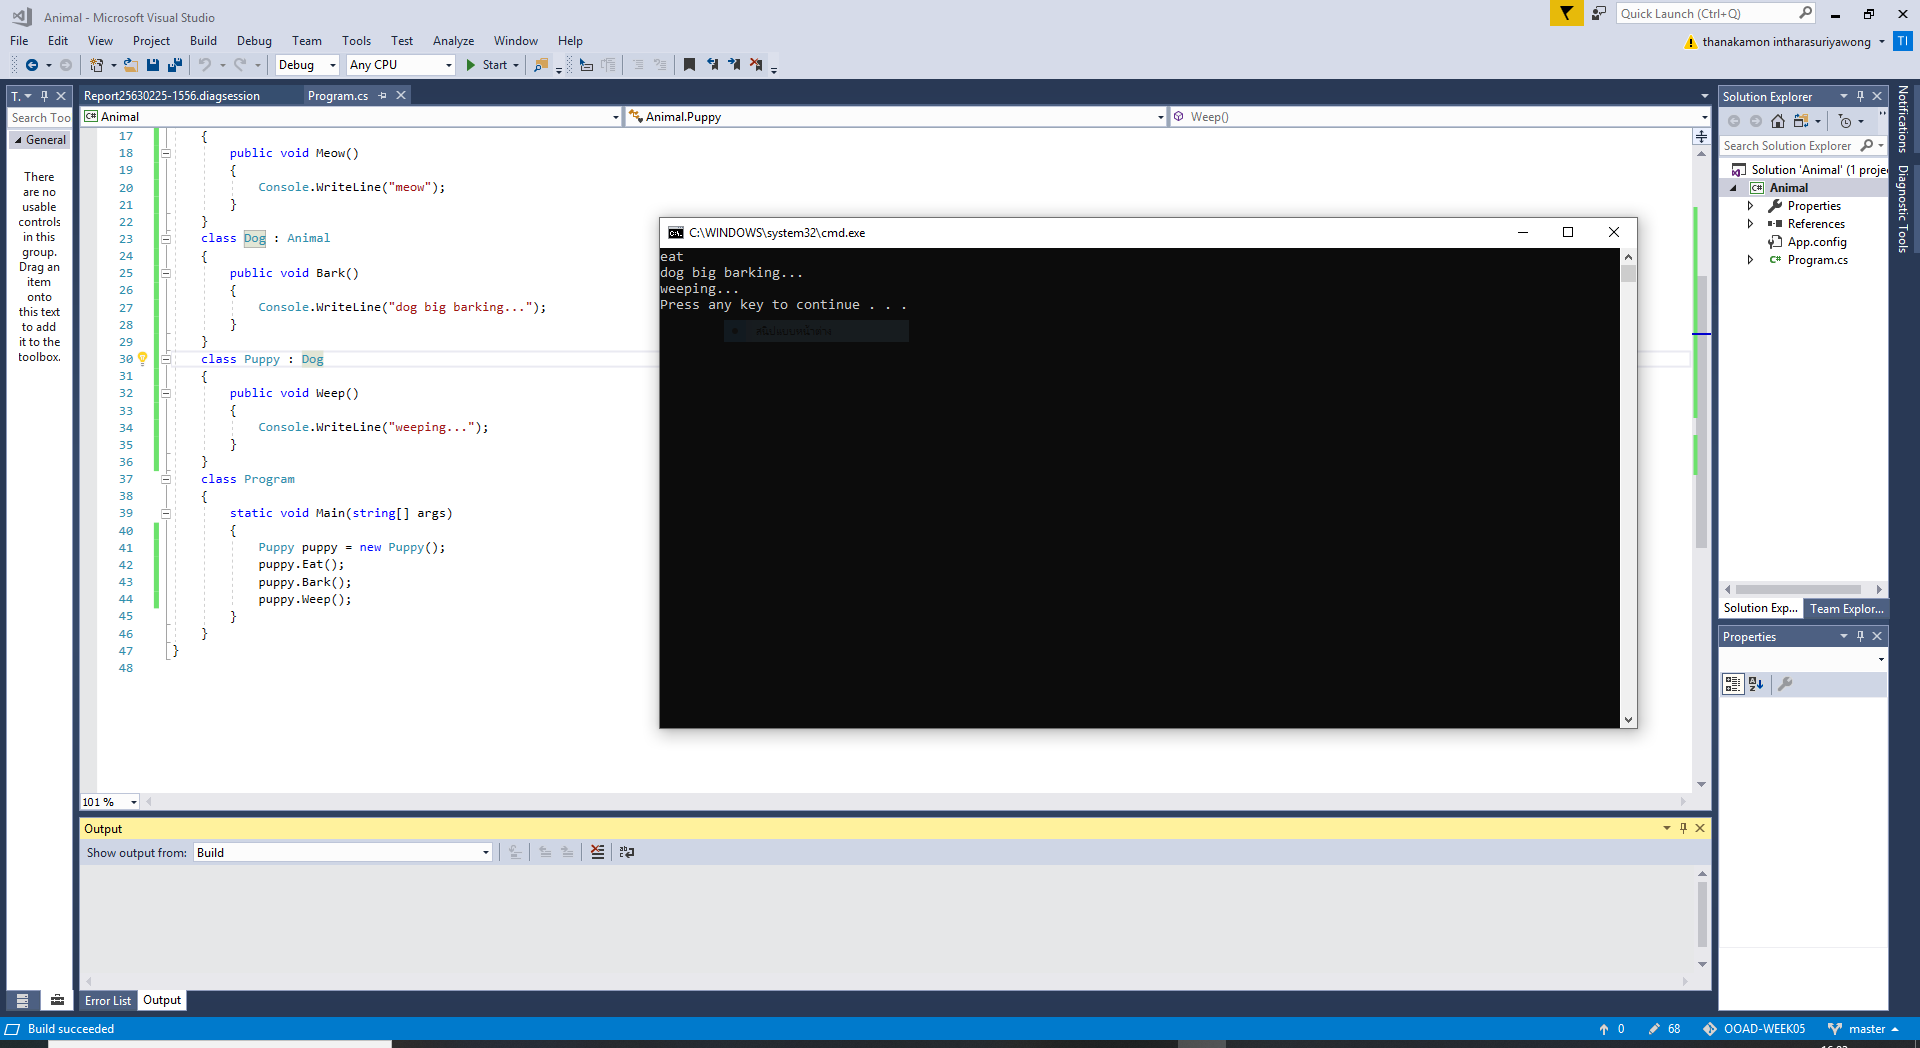 Animal - Microsoft Visual Studio
Quick Launch (Ctrl+Q)
File Edit View Project Build Debug Team Tools Test Analyze Window Help
thanakamon intharasuriyawong TI
Debug Any CPU Start
T.
Search Too
General
There
are no
usable
controls
in this
group.
Drag an
item
onto
this text
to add
it to the
toolbox.
Report25630225-1556.diagsession Program.cs
C# Animal Animal.Puppy Weep()
17 {
18 public void Meow()
19 {
20 Console.WriteLine("meow");
21 }
22 }
23 class Dog : Animal
24 {
25 public void Bark()
26 {
27 Console.WriteLine("dog big barking...");
28 }
29 }
30 class Puppy : Dog
31 {
32 public void Weep()
33 {
34 Console.WriteLine("weeping...");
35 }
36 }
37 class Program
38 {
39 static void Main(string[] args)
40 {
41 Puppy puppy = new Puppy();
42 puppy.Eat();
43 puppy.Bark();
44 puppy.Weep();
45 }
46 }
47 }
48
101 %
C:\WINDOWS\system32\cmd.exe
eat
dog big barking...
weeping...
Press any key to continue . . .
Solution Explorer
Search Solution Explorer
Solution 'Animal' (1 proje
C# Animal
Properties
References
App.config
C# Program.cs
Solution Exp... Team Explor...
Properties
Notifications
Diagnostic Tools
Output
Show output from: Build
Error List Output
Build succeeded
0 68 OOAD-WEEK05 master